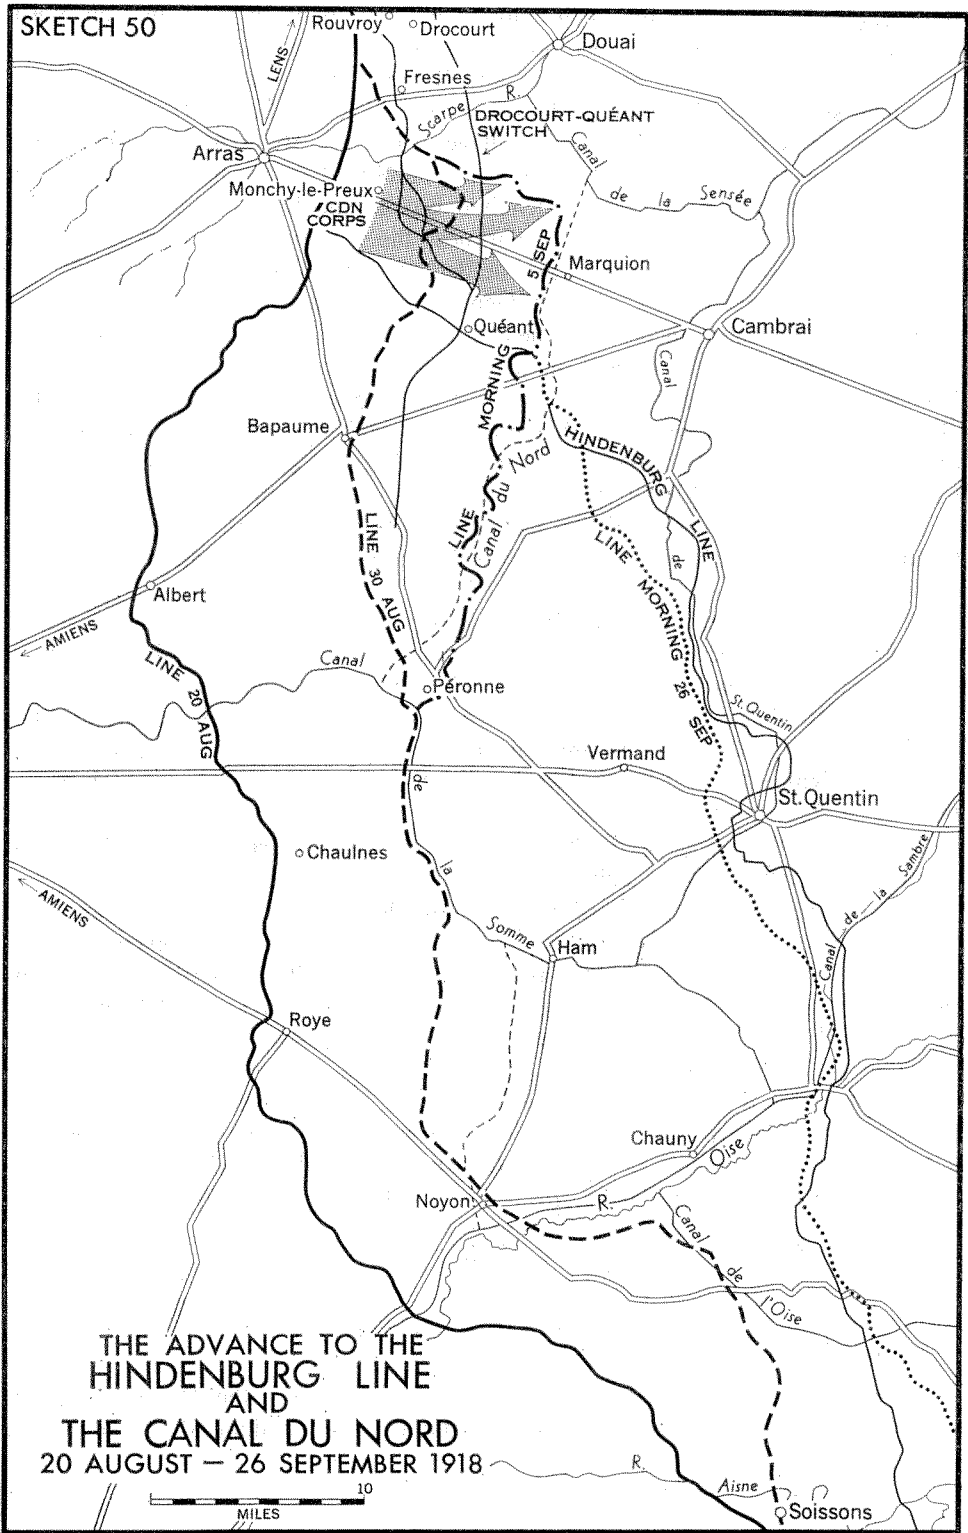 SKETCH 50
Rouvroy
Drocourt
Douai
LENS
Fresnes
Scarpe R.
DROCOURT-QUÉANT
SWITCH
Arras
Canal
de la Sensée
Monchy-le-Preux
CDN
CORPS
5 SEP
Marquion
Quéant
Cambrai
MORNING
Canal
Bapaume
HINDENBURG
LINE
Canal du Nord
LINE
LINE
30
AUG
LINE
MORNING
26
SEP
de
Albert
AMIENS
LINE
20
AUG
Canal
Péronne
St. Quentin
Vermand
de
St. Quentin
la
Chaulnes
AMIENS
Canal de la Sambre
Somme
Ham
Roye
Chauny
R. Oise
Noyon
Canal
de
l'Oise
THE ADVANCE TO THE
HINDENBURG LINE
AND
THE CANAL DU NORD
20 AUGUST — 26 SEPTEMBER 1918
10
MILES
R. Aisne
Soissons